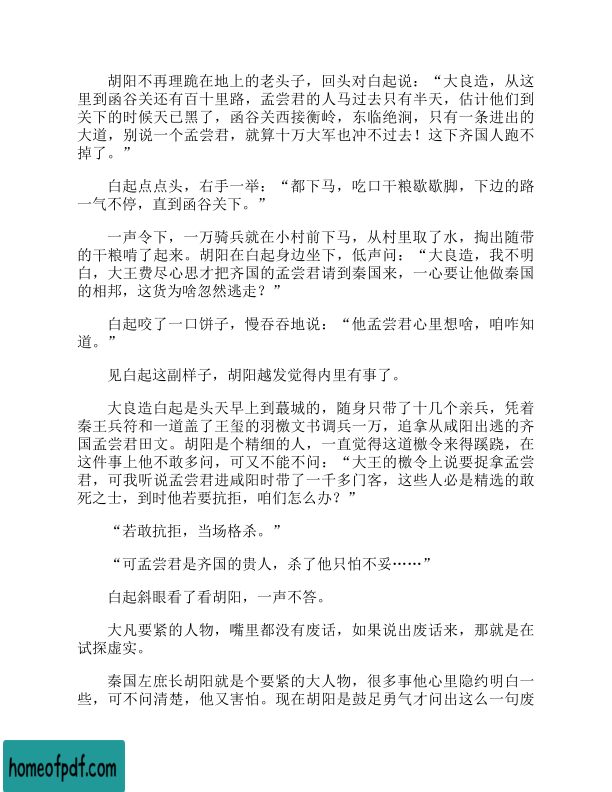 胡阳不再理跪在地上的老头子，回头对白起说：“大良造，从这
里到函谷关还有百十里路，孟尝君的人马过去只有半天，估计他们到
关下的时候天已黑了，函谷关西接衡岭，东临绝涧，只有一条进出的
大道，别说一个孟尝君，就算十万大军也冲不过去！这下齐国人跑不
掉了。”
白起点点头，右手一举：“都下马，吃口干粮歇歇脚，下边的路
一气不停，直到函谷关下。”
一声令下，一万骑兵就在小村前下马，从村里取了水，掏出随带
的干粮啃了起来。胡阳在白起身边坐下，低声问：“大良造，我不明
白，大王费尽心思才把齐国的孟尝君请到秦国来，一心要让他做秦国
的相邦，这货为啥忽然逃走？”
白起咬了一口饼子，慢吞吞地说：“他孟尝君心里想啥，咱咋知
道。”
见白起这副样子，胡阳越发觉得内里有事了。
大良造白起是头天早上到蕞城的，随身只带了十几个亲兵，凭着
秦王兵符和一道盖了王玺的羽檄文书调兵一万，追拿从咸阳出逃的齐
国孟尝君田文。胡阳是个精细的人，一直觉得这道檄令来得蹊跷，在
这件事上他不敢多问，可又不能不问：“大王的檄令上说要捉拿孟尝
君，可我听说孟尝君进咸阳时带了一千多门客，这些人必是精选的敢
死之士，到时他若要抗拒，咱们怎么办？”
“若敢抗拒，当场格杀。”
“可孟尝君是齐国的贵人，杀了他只怕不妥……”
白起斜眼看了看胡阳，一声不答。
大凡要紧的人物，嘴里都没有废话，如果说出废话来，那就是在
试探虚实。
秦国左庶长胡阳就是个要紧的大人物，很多事他心里隐约明白一
些，可不问清楚，他又害怕。现在胡阳是鼓足勇气才问出这么一句废
homeofpdf.com